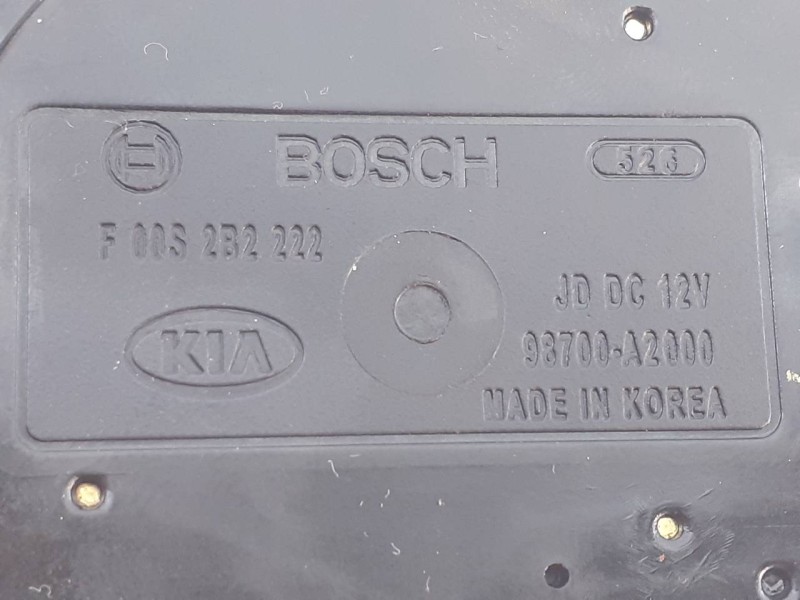 BOSCH
526
F 00S 2B2 222
JD DC 12V
KIA
98700-A2000
MADE IN KOREA